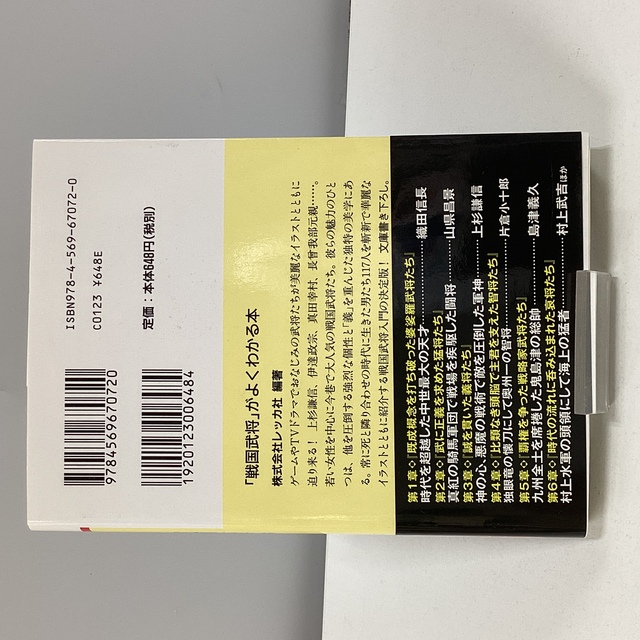 第1章◆『既成概念を打ち破った婆娑羅武将たち』
時代を超越した中世最大の天才……………織田信長
第2章◆『武に正義を求めた猛将たち』
真紅の騎馬軍団で戦場を疾駆した闘将………山県昌景
第3章◆『誠を貫いた義将たち』
神の心、悪魔の戦術で敵を圧倒した軍神………上杉謙信
第4章◆『比類なき頭脳で主君を支えた智将たち』
独眼竜の懐刀にして奥州一の智将………片倉小十郎
第5章◆『覇権を争った戦略家武将たち』
九州全土を席捲した鬼島津の総帥………島津義久
第6章◆『時代の流れに呑み込まれた哀将たち』
村上水軍の頭領にして海上の猛者………村上武吉ほか
「戦国武将」がよくわかる本
株式会社レッカ社 編著
ゲームやTVドラマでおなじみの武将たちが美麗なイラストとともに
迫り来る! 上杉謙信、伊達政宗、真田幸村、長曾我部元親……。
若い女性を中心に今巷で大人気の戦国武将たち。彼らの魅力のひと
つは、他を圧倒する強烈な個性と「義」を重んじた独特の美学にあ
る。常に死と隣り合わせの時代に生きた男たち117人を斬新で華麗な
イラストとともに紹介する戦国武将入門の決定版! 文庫書き下ろし。
ISBN978-4-569-67072-0
C0123 ¥648E
定価：本体648円(税別)
9784569670720
1920123006484